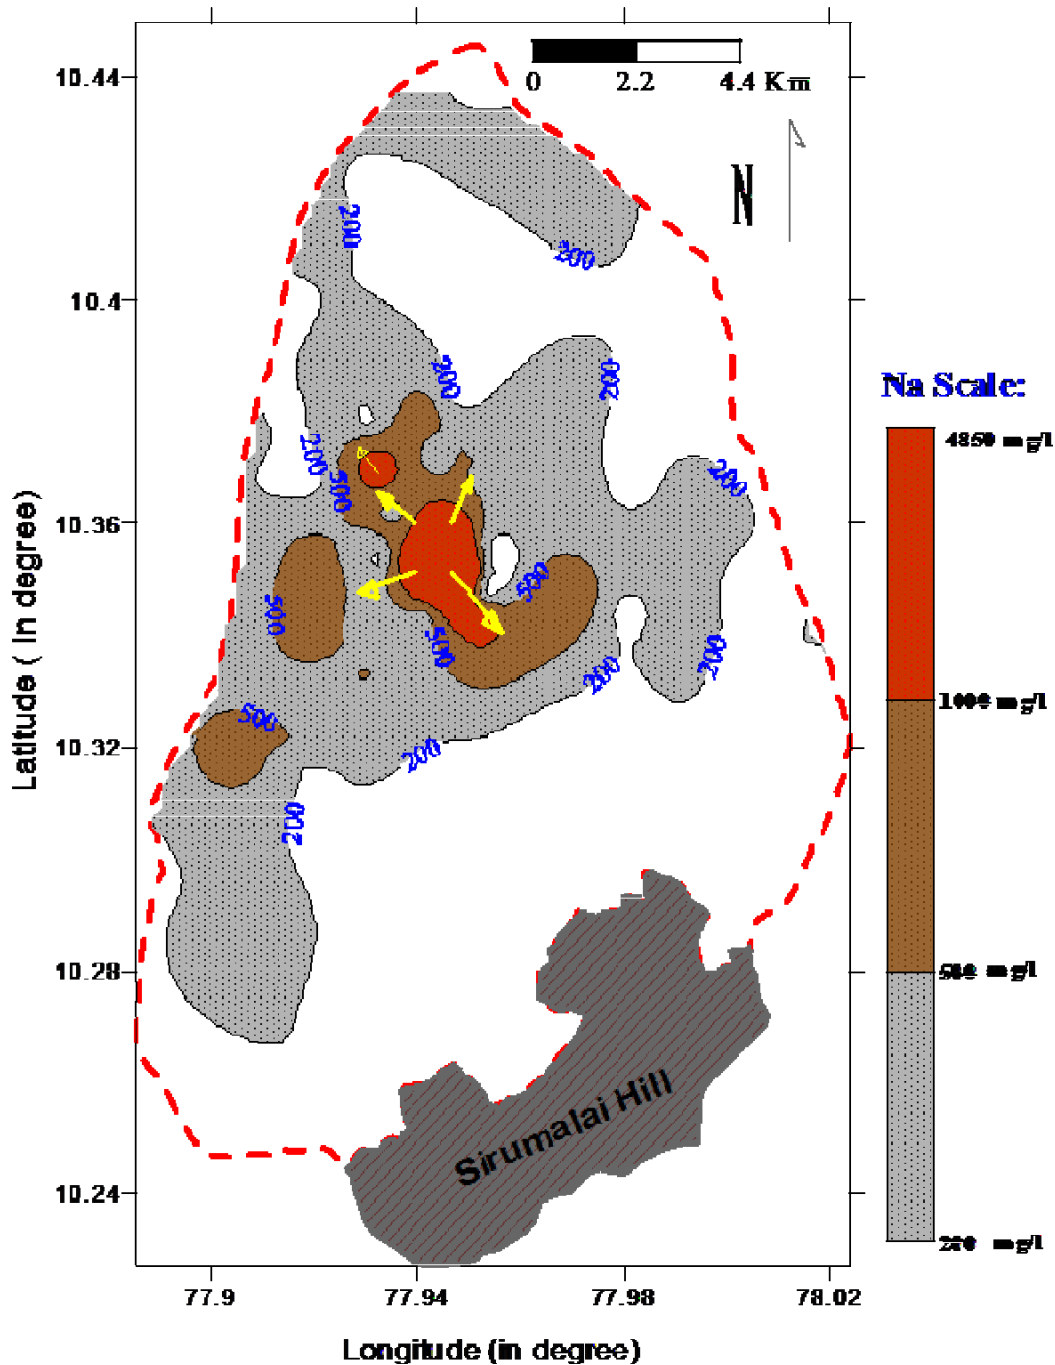 10.44
10.4
10.36
10.32
10.28
10.24
77.9
77.94
77.98
78.02
Latitude ( In degree)
Longitude (in degree)
0 2.2 4.4 Km
N
200
200
200
200
200
200
500
500
500
500
500
200
200
200
200
Sirumalai Hill
Na Scale:
4850 mg/l
1000 mg/l
500 mg/l
200 mg/l